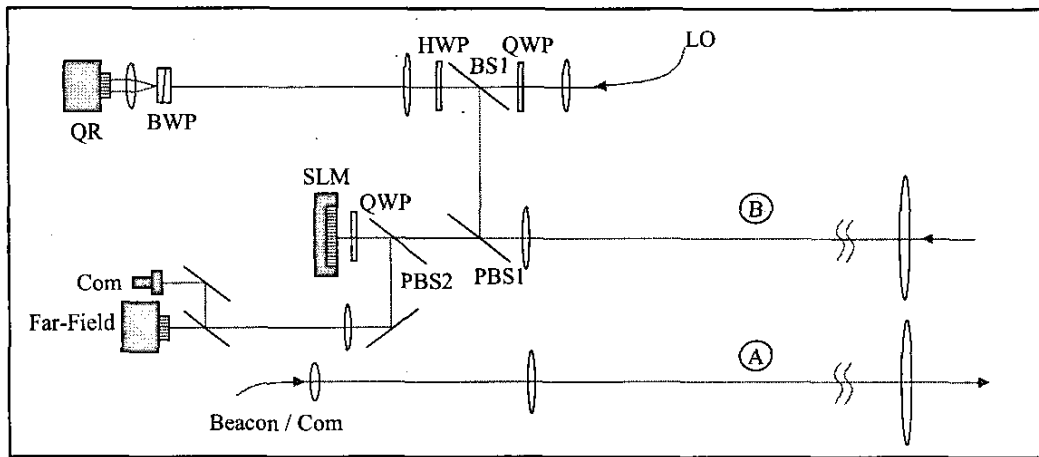 HWP QWP
LO
BS1
QR
BWP
SLM
QWP
B
PBS2
PBS1
Com
Far-Field
A
Beacon / Com